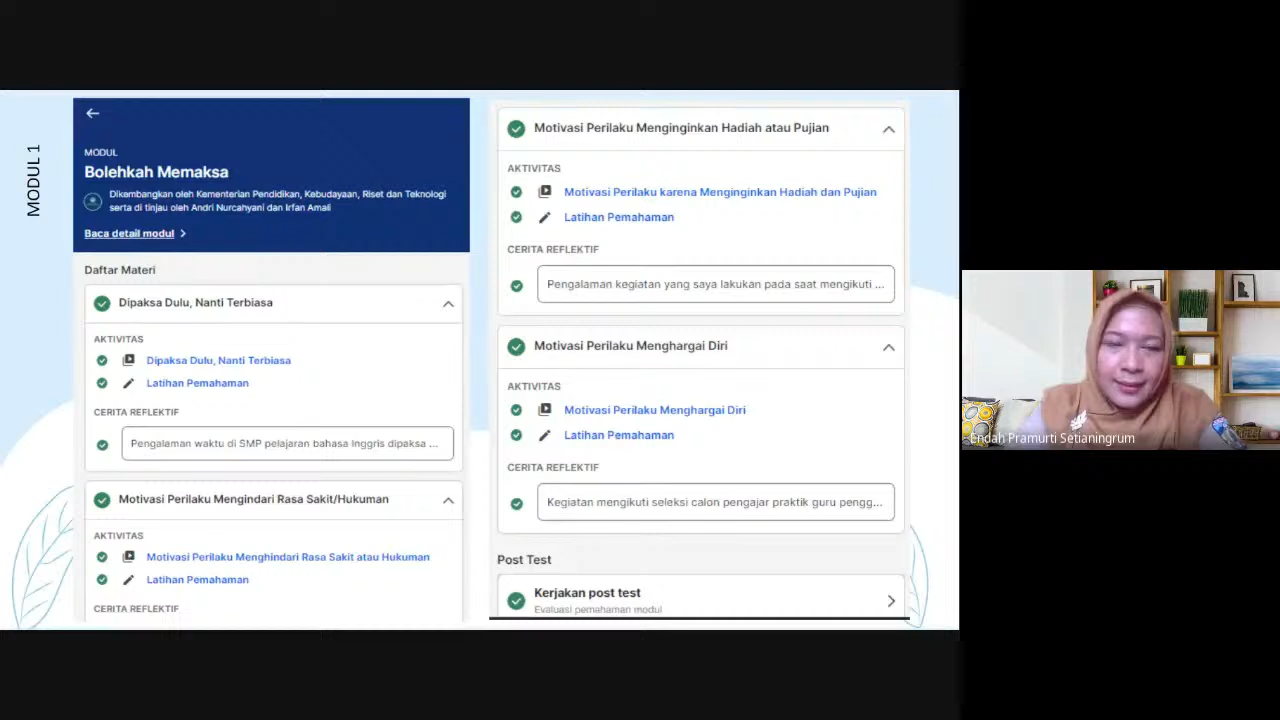 MODUL 1
MODUL
Bolehkah Memaksa
Dikembangkan oleh Kementerian Pendidikan, Kebudayaan, Riset dan Teknologi
serta di tinjau oleh Andri Nurcahyani dan Irfan Amali
Baca detail modul
Daftar Materi
Dipaksa Dulu, Nanti Terbiasa
AKTIVITAS
Dipaksa Dulu, Nanti Terbiasa
Latihan Pemahaman
CERITA REFLEKTIF
Pengalaman waktu di SMP pelajaran bahasa Inggris dipaksa ...
Motivasi Perilaku Mengindari Rasa Sakit/Hukuman
AKTIVITAS
Motivasi Perilaku Menghindari Rasa Sakit atau Hukuman
Latihan Pemahaman
CERITA REFLEKTIF
Motivasi Perilaku Menginginkan Hadiah atau Pujian
AKTIVITAS
Motivasi Perilaku karena Menginginkan Hadiah dan Pujian
Latihan Pemahaman
CERITA REFLEKTIF
Pengalaman kegiatan yang saya lakukan pada saat mengikuti ...
Motivasi Perilaku Menghargai Diri
AKTIVITAS
Motivasi Perilaku Menghargai Diri
Latihan Pemahaman
CERITA REFLEKTIF
Kegiatan mengikuti seleksi calon pengajar praktik guru pengg...
Post Test
Kerjakan post test
Evaluasi pemahaman modul
Endah Pramurti Setianingrum